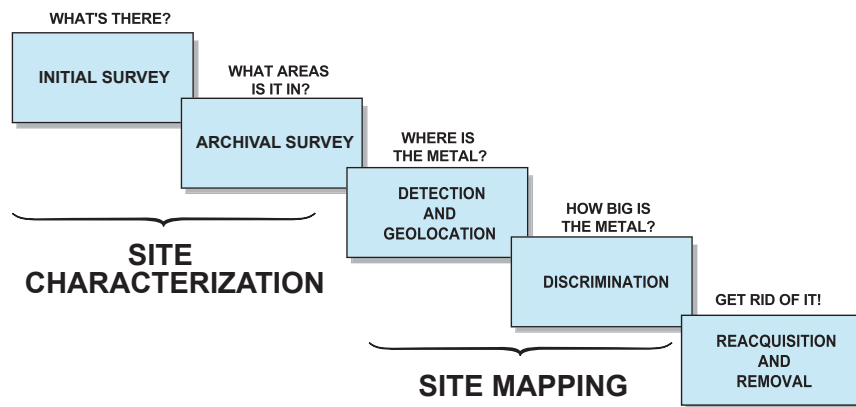 WHAT'S THERE?
INITIAL SURVEY
WHAT AREAS
IS IT IN?
ARCHIVAL SURVEY
WHERE IS
THE METAL?
DETECTION
AND
GEOLOCATION
HOW BIG IS
THE METAL?
DISCRIMINATION
GET RID OF IT!
REACQUISITION
AND
REMOVAL
SITE
CHARACTERIZATION
SITE MAPPING